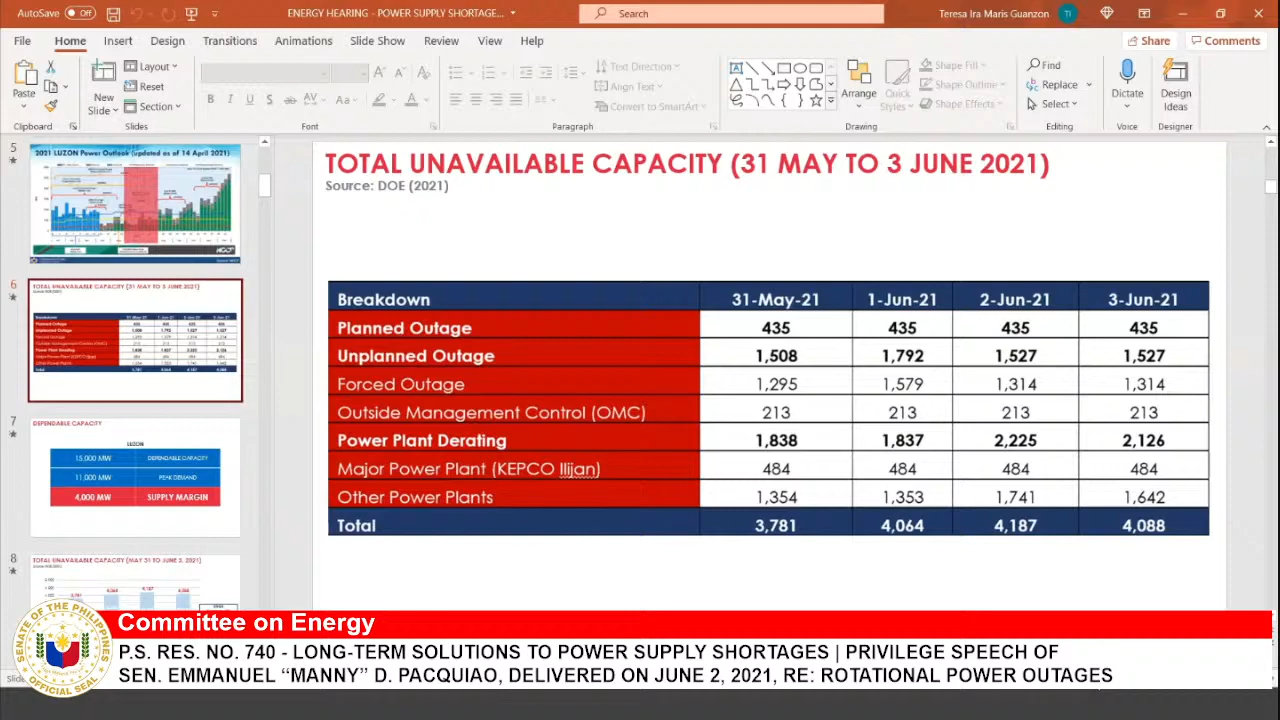 AutoSave Off ENERGY HEARING - POWER SUPPLY SHORTAGE... Search Teresa Ira Maris Guanzon TI
File Home Insert Design Transitions Animations Slide Show Review View Help Share Comments
Paste New Slide Layout Reset Section Text Direction Align Text Convert to SmartArt Arrange Quick Styles Shape Fill Shape Outline Shape Effects Find Replace Select Dictate Design Ideas
Clipboard Slides Font Paragraph Drawing Editing Voice Designer
5
2021 LUZON Power Outlook (updated as of 14 April 2021)
6
TOTAL UNAVAILABLE CAPACITY (31 MAY TO 3 JUNE 2021)
7
DEPENDABLE CAPACITY
LUZON
15,000 MW DEPENDABLE CAPACITY
11,000 MW PEAK DEMAND
4,000 MW SUPPLY MARGIN
8
TOTAL UNAVAILABLE CAPACITY (MAY 31 TO JUNE 3, 2021)
TOTAL UNAVAILABLE CAPACITY (31 MAY TO 3 JUNE 2021)
Source: DOE (2021)
Breakdown 31-May-21 1-Jun-21 2-Jun-21 3-Jun-21
Planned Outage 435 435 435 435
Unplanned Outage 1,508 1,792 1,527 1,527
Forced Outage 1,295 1,579 1,314 1,314
Outside Management Control (OMC) 213 213 213 213
Power Plant Derating 1,838 1,837 2,225 2,126
Major Power Plant (KEPCO Ilijan) 484 484 484 484
Other Power Plants 1,354 1,353 1,741 1,642
Total 3,781 4,064 4,187 4,088
SENATE OF THE PHILIPPINES
OFFICIAL SEAL
Committee on Energy
P.S. RES. NO. 740 - LONG-TERM SOLUTIONS TO POWER SUPPLY SHORTAGES | PRIVILEGE SPEECH OF
SEN. EMMANUEL “MANNY” D. PACQUIAO, DELIVERED ON JUNE 2, 2021, RE: ROTATIONAL POWER OUTAGES